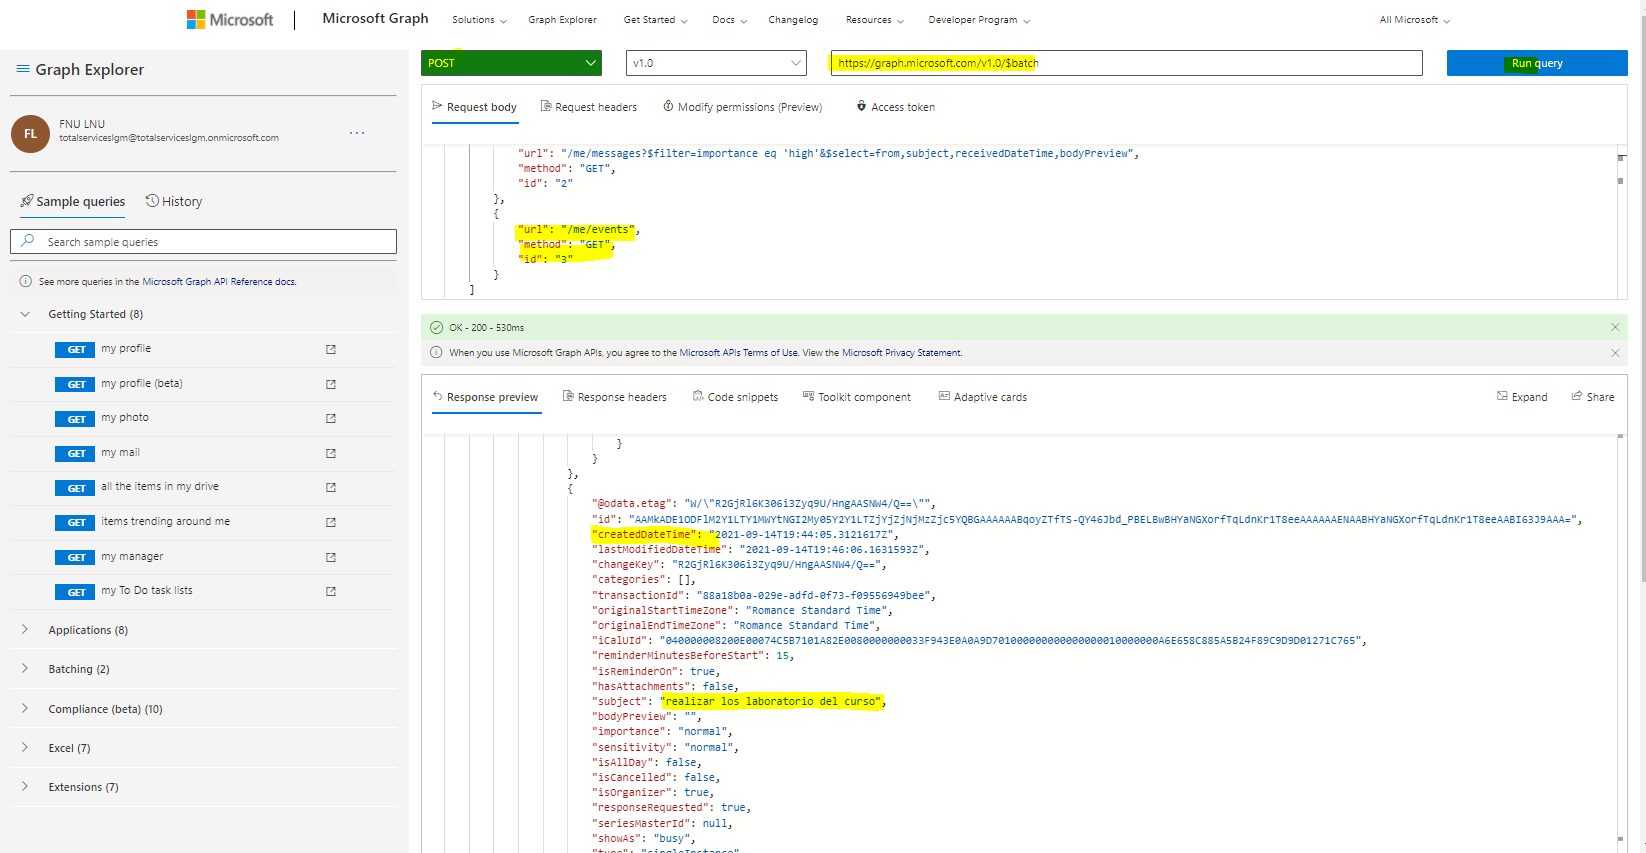 Microsoft | Microsoft Graph Solutions Graph Explorer Get Started Docs Changelog Resources Developer Program All Microsoft
Graph Explorer
FL
FNU LNU
totalserviceslgm@totalserviceslgm.onmicrosoft.com
Sample queries History
Search sample queries
See more queries in the Microsoft Graph API Reference docs.
Getting Started (8)
GET my profile
GET my profile (beta)
GET my photo
GET my mail
GET all the items in my drive
GET items trending around me
GET my manager
GET my To Do task lists
Applications (8)
Batching (2)
Compliance (beta) (10)
Excel (7)
Extensions (7)
POST v1.0 https://graph.microsoft.com/v1.0/$batch Run query
Request body Request headers Modify permissions (Preview) Access token
"url": "/me/messages?$filter=importance eq 'high'&$select=from,subject,receivedDateTime,bodyPreview",
"method": "GET",
"id": "2"
},
{
"url": "/me/events",
"method": "GET",
"id": "3"
}
]
OK - 200 - 530ms
When you use Microsoft Graph APIs, you agree to the Microsoft APIs Terms of Use. View the Microsoft Privacy Statement.
Response preview Response headers Code snippets Toolkit component Adaptive cards Expand Share
}
}
},
{
"@odata.etag": "W/\"R2GjRl6K306i3Zyq9U/HngAASNW4/Q==\"",
"id": "AAMkADE1ODFlM2Y1LTY1MWYtNGI2My05Y2Y1LTZjYjZjNjMzZjc5YQBGAAAAAABqoyZTfTS-QY46Jbd_PBELBwBHYaNGXorfTqLdnKr1T8eeAAAAAAENAABHYaNGXorfTqLdnKr1T8eeAABI63J9AAA=",
"createdDateTime": "2021-09-14T19:44:05.3121617Z",
"lastModifiedDateTime": "2021-09-14T19:46:06.1631593Z",
"changeKey": "R2GjRl6K306i3Zyq9U/HngAASNW4/Q==",
"categories": [],
"transactionId": "88a18b0a-029e-adfd-0f73-f09556949bee",
"originalStartTimeZone": "Romance Standard Time",
"originalEndTimeZone": "Romance Standard Time",
"iCalUId": "040000008200E00074C5B7101A82E0080000000033F943E0A0A9D701000000000000000010000000A6E658C885A5B24F89C9D9D01271C765",
"reminderMinutesBeforeStart": 15,
"isReminderOn": true,
"hasAttachments": false,
"subject": "realizar los laboratorio del curso",
"bodyPreview": "",
"importance": "normal",
"sensitivity": "normal",
"isAllDay": false,
"isCancelled": false,
"isOrganizer": true,
"responseRequested": true,
"seriesMasterId": null,
"showAs": "busy",
"type": "singleInstance"